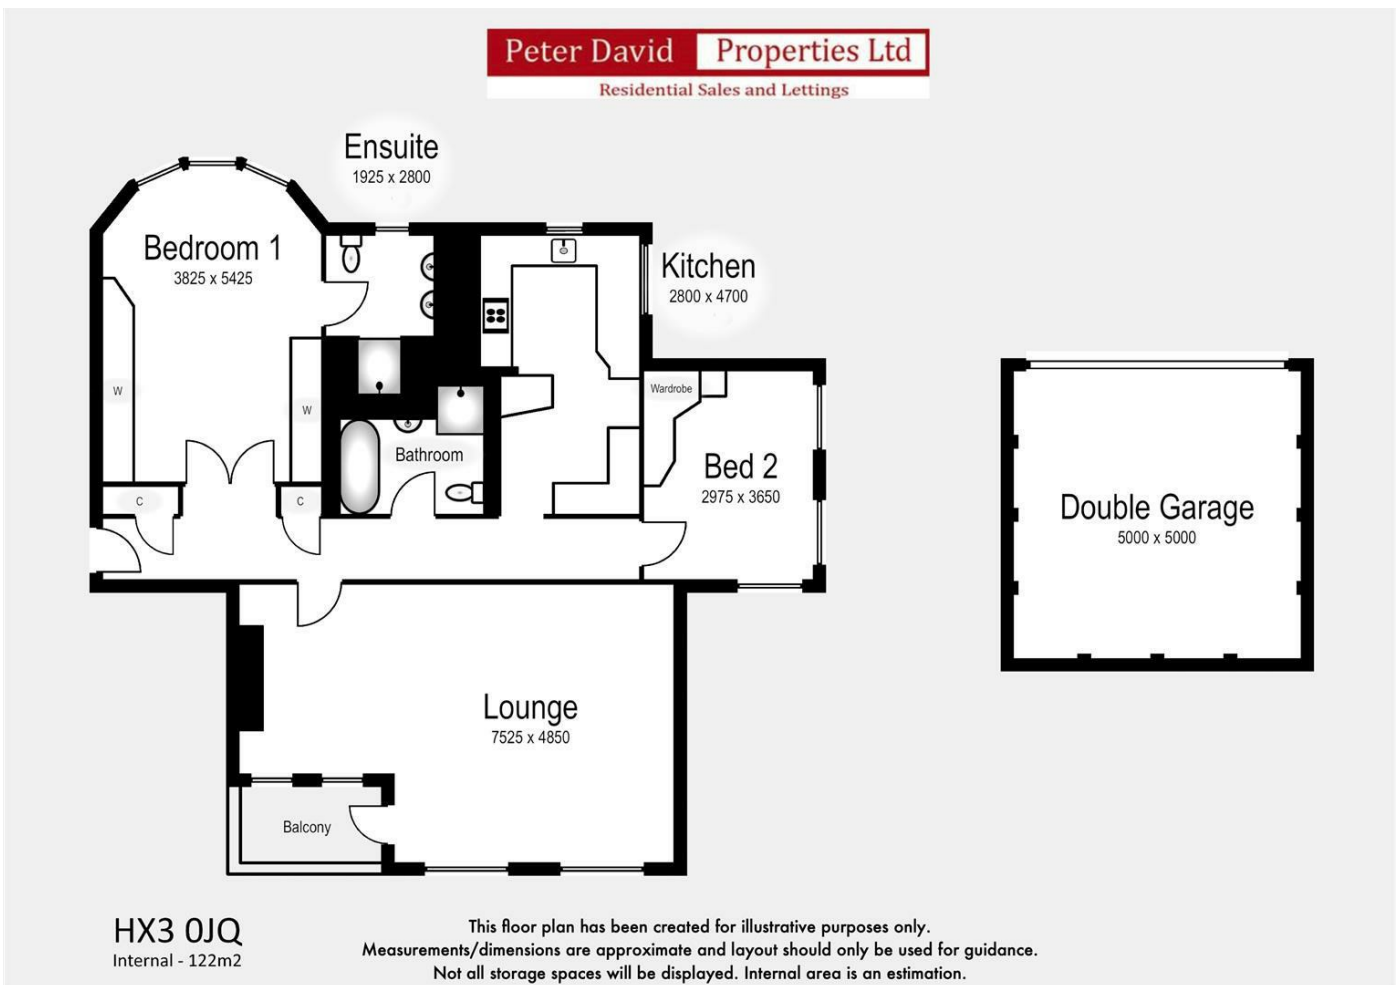 Peter David Properties Ltd
Residential Sales and Lettings
Ensuite
1925 x 2800
Bedroom 1
3825 x 5425
Kitchen
2800 x 4700
W
W
Wardrobe
Bathroom
Bed 2
2975 x 3650
C
C
Double Garage
5000 x 5000
Lounge
7525 x 4850
Balcony
HX3 0JQ
Internal - 122m2
This floor plan has been created for illustrative purposes only.
Measurements/dimensions are approximate and layout should only be used for guidance.
Not all storage spaces will be displayed. Internal area is an estimation.